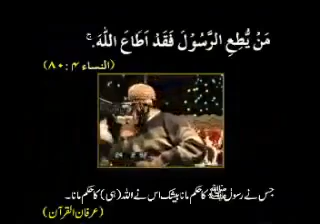 مَنْ يُّطِعِ الرَّسُوْلَ فَقَدْ اَطَاعَ اللّٰهَ ۚ
(النساء ۴ : ۸۰)
جس نے رسول ﷺ کا حکم مانا بیشک اس نے اللہ (ہی) کا حکم مانا۔
(عرفان القرآن)